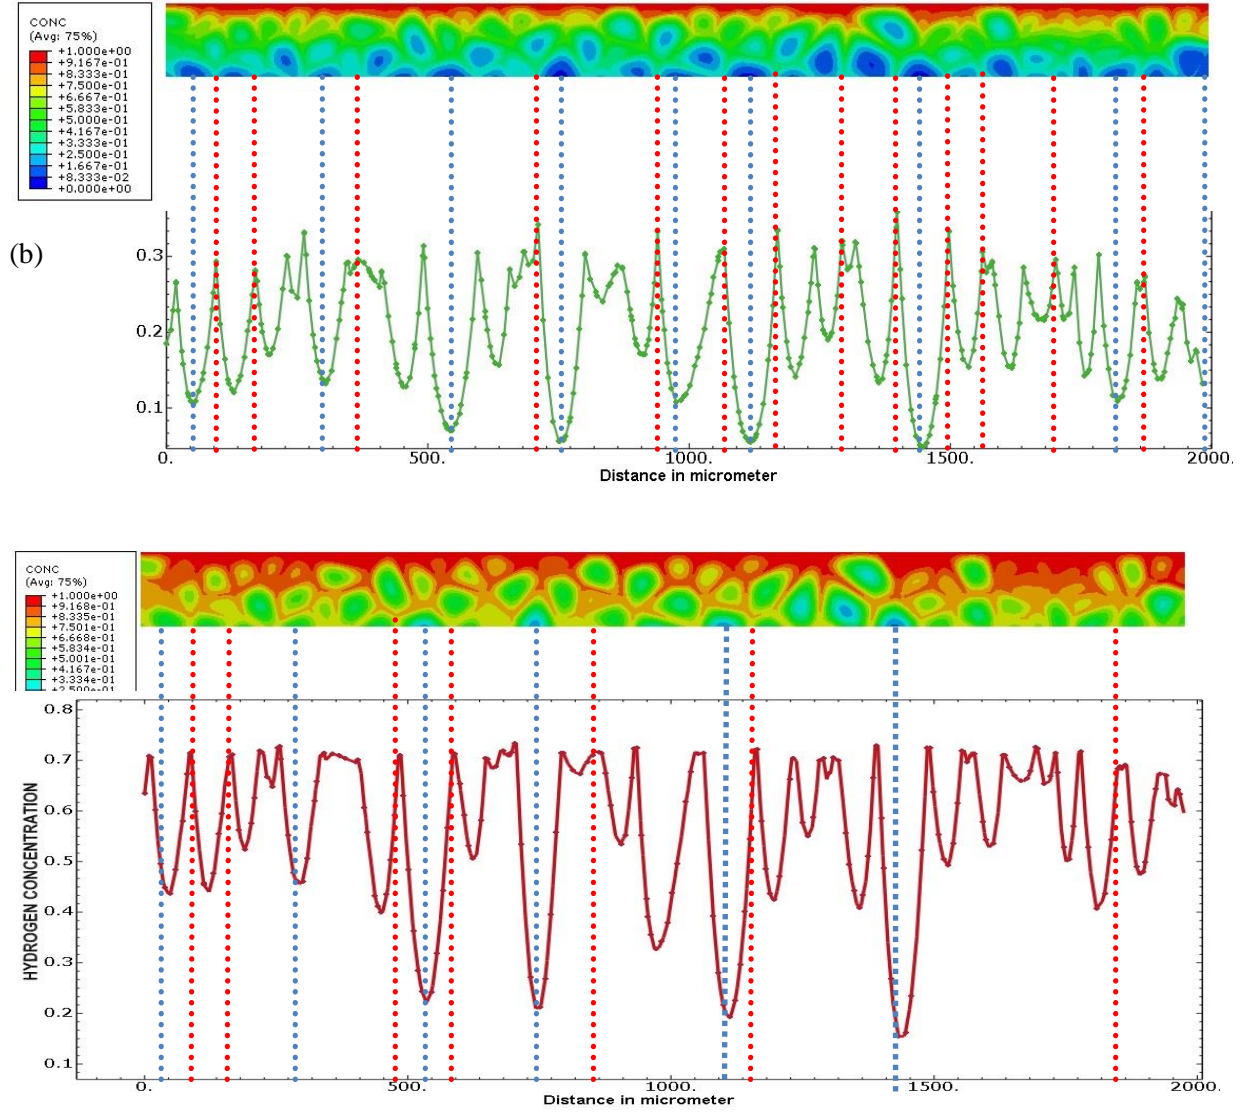 CONC
(Avg: 75%)
+1.000e+00
+9.167e-01
+8.333e-01
+7.500e-01
+6.667e-01
+5.833e-01
+5.000e-01
+4.167e-01
+3.333e-01
+2.500e-01
+1.667e-01
+8.333e-02
+0.000e+00
(b)
0.3
0.2
0.1
0. 500. 1000. 1500. 2000.
Distance in micrometer
CONC
(Avg: 75%)
+1.000e+00
+9.168e-01
+8.335e-01
+7.501e-01
+6.668e-01
+5.834e-01
+5.001e-01
+4.167e-01
+3.334e-01
+2.500e-01
HYDROGEN CONCENTRATION
0.8
0.7
0.6
0.5
0.4
0.3
0.2
0.1
0. 500. 1000. 1500. 2000.
Distance in micrometer